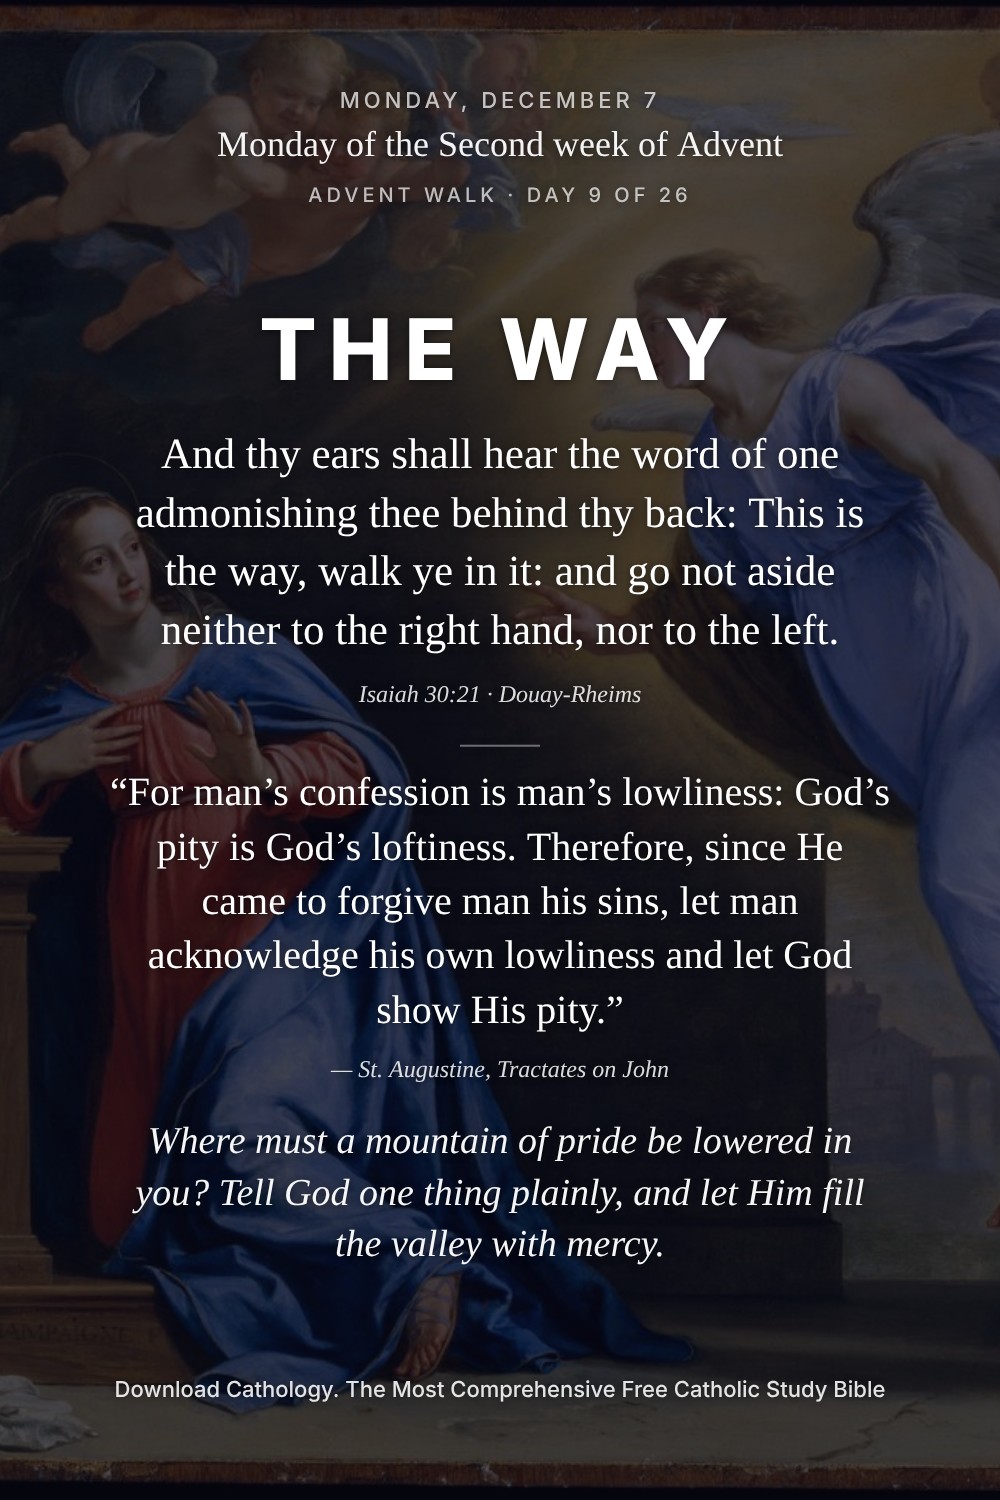 MONDAY, DECEMBER 7
Monday of the Second week of Advent
ADVENT WALK · DAY 9 OF 26
THE WAY
And thy ears shall hear the word of one
admonishing thee behind thy back: This is
the way, walk ye in it: and go not aside
neither to the right hand, nor to the left.
Isaiah 30:21 · Douay-Rheims
“For man’s confession is man’s lowliness: God’s
pity is God’s loftiness. Therefore, since He
came to forgive man his sins, let man
acknowledge his own lowliness and let God
show His pity.”
— St. Augustine, Tractates on John
Where must a mountain of pride be lowered in
you? Tell God one thing plainly, and let Him fill
the valley with mercy.
Download Cathology. The Most Comprehensive Free Catholic Study Bible